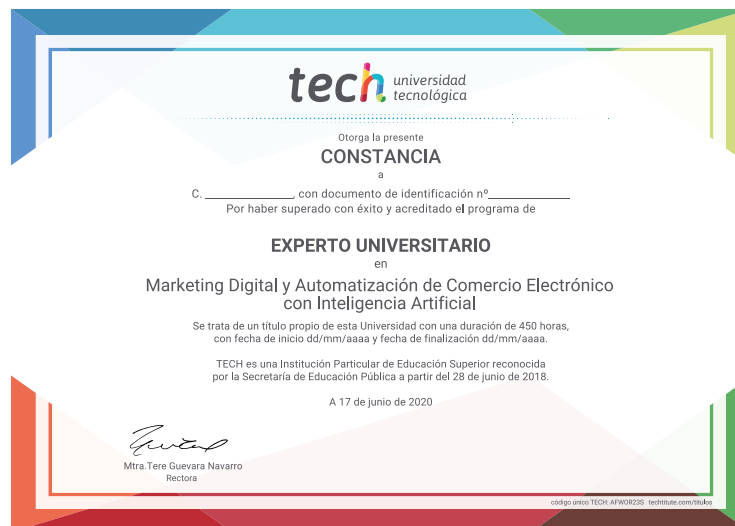 tech universidad
tecnológica
Otorga la presente
CONSTANCIA
a
C. ______________, con documento de identificación nº______________
Por haber superado con éxito y acreditado el programa de
EXPERTO UNIVERSITARIO
en
Marketing Digital y Automatización de Comercio Electrónico
con Inteligencia Artificial
Se trata de un título propio de esta Universidad con una duración de 450 horas,
con fecha de inicio dd/mm/aaaa y fecha de finalización dd/mm/aaaa.
TECH es una Institución Particular de Educación Superior reconocida
por la Secretaría de Educación Pública a partir del 28 de junio de 2018.
A 17 de junio de 2020
Mtra.Tere Guevara Navarro
Rectora
código único TECH: AFWOR23S techtitute.com/titulos